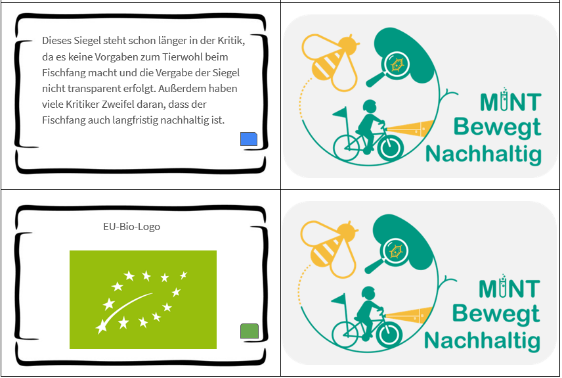 Dieses Siegel steht schon länger in der Kritik,
da es keine Vorgaben zum Tierwohl beim
Fischfang macht und die Vergabe der Siegel
nicht transparent erfolgt. Außerdem haben
viele Kritiker Zweifel daran, dass der
Fischfang auch langfristig nachhaltig ist.
MINT
Bewegt
Nachhaltig
EU-Bio-Logo
MINT
Bewegt
Nachhaltig